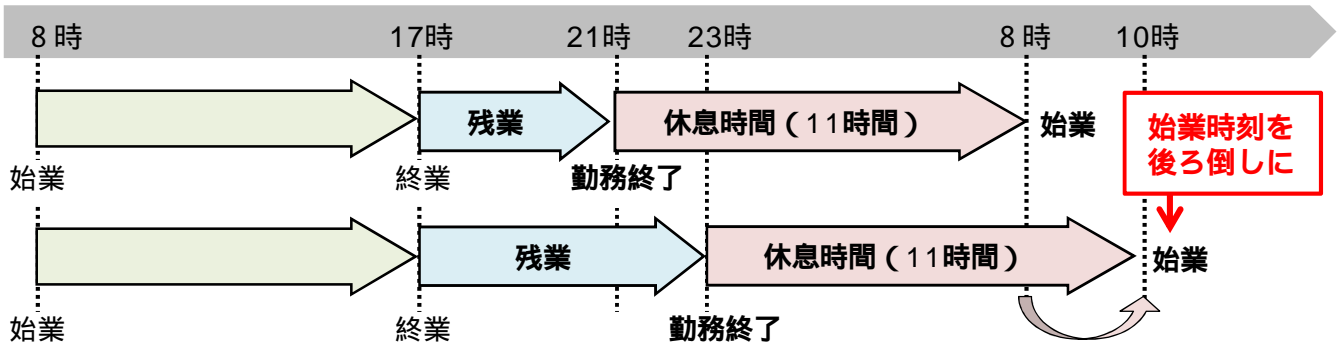 8時 17時 21時 23時 8時 10時
残業 休息時間(11時間) 始業
始業時刻を
後ろ倒しに
始業 終業 勤務終了
残業 休息時間(11時間) 始業
始業 終業 勤務終了